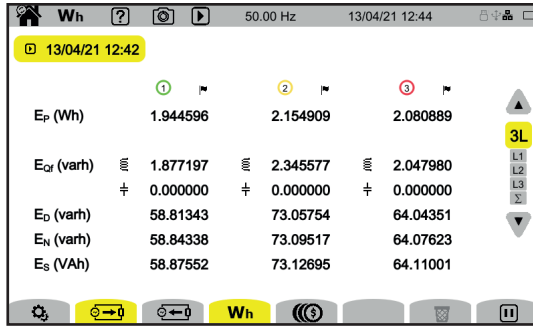 Wh ? 50.00 Hz 13/04/21 12:44
13/04/21 12:42
1 2 3
EP (Wh) 1.944596 2.154909 2.080889
3L
EQf (varh) 1.877197 2.345577 2.047980
L1
L2
0.000000 0.000000 0.000000
L3
Σ
ED (varh) 58.81343 73.05754 64.04351
EN (varh) 58.84338 73.09517 64.07623
ES (VAh) 58.87552 73.12695 64.11001
Wh $